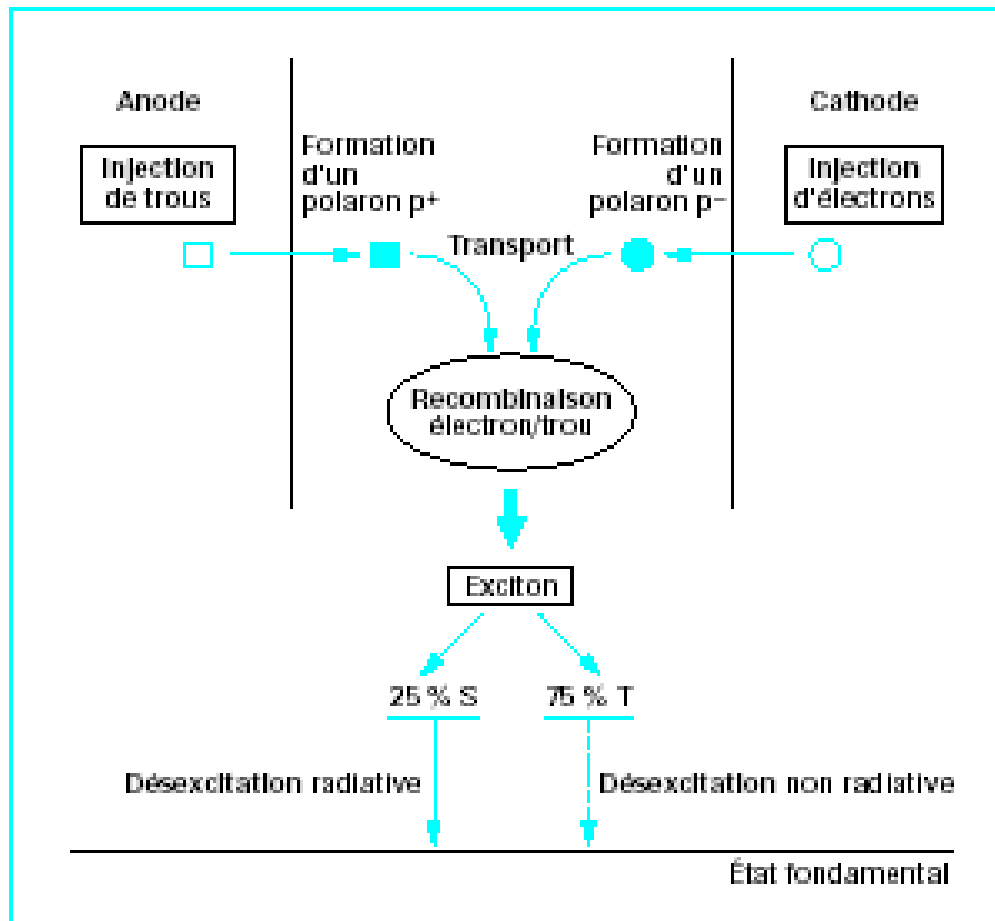 Anode
Cathode
Injection
de trous
Formation
d'un
polaron p+
Formation
d'un
polaron p–
Injection
d'électrons
Transport
Recombinaison
électron/trou
Exciton
25 % S
75 % T
Désexcitation radiative
Désexcitation non radiative
État fondamental